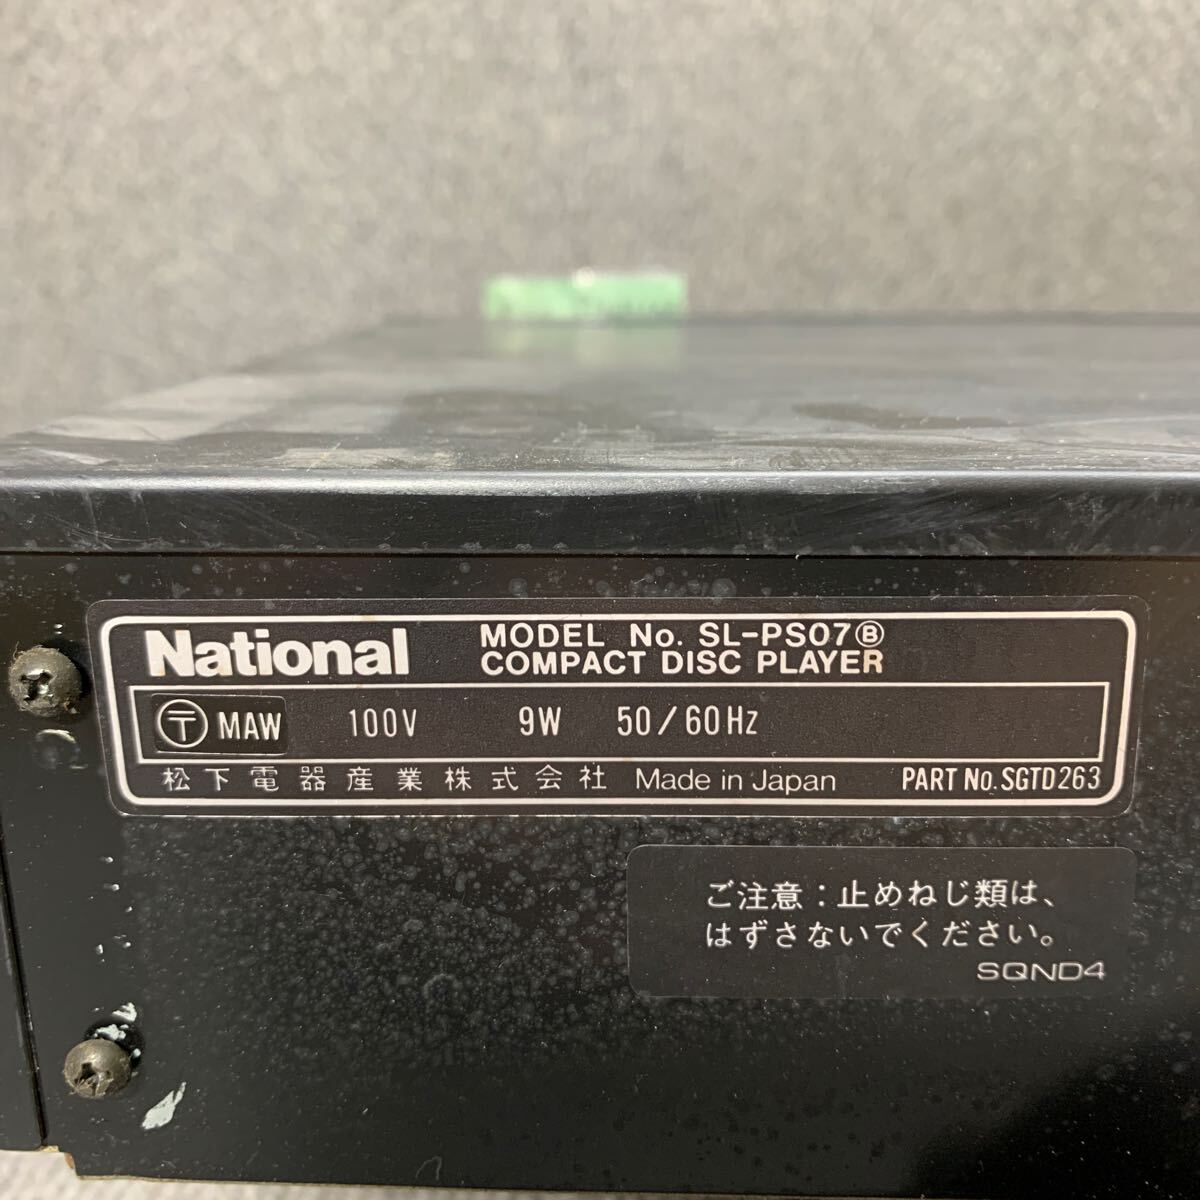 National
MODEL No. SL-PS07Ⓑ
COMPACT DISC PLAYER
〒 MAW 100V 9W 50/60Hz
松下電器産業株式会社 Made in Japan PART No. SGTD263
ご注意：止めねじ類は、
はずさないでください。
SQND4